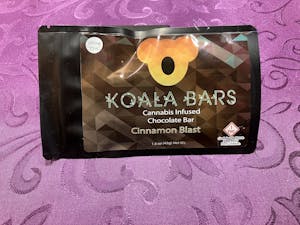 KOALA BARS
Cannabis Infused
Chocolate Bar
Cinnamon Blast